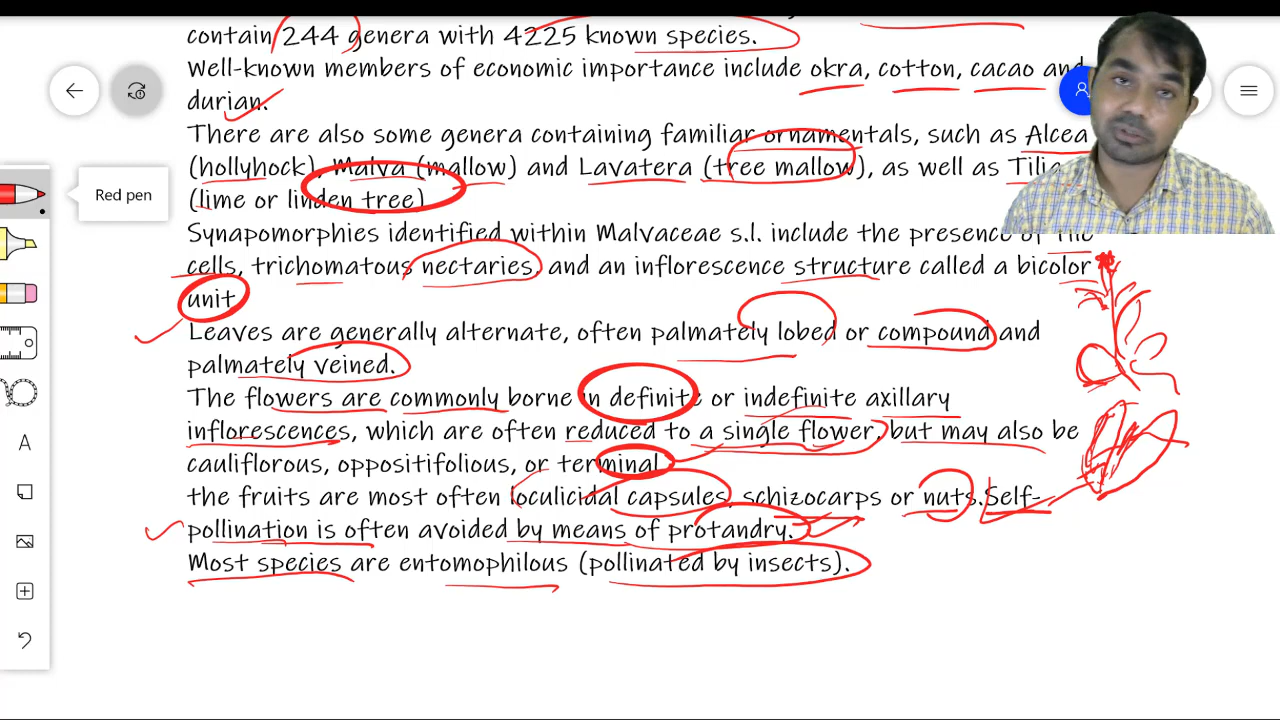 contain 244 genera with 4225 known species.
Well-known members of economic importance include okra, cotton, cacao and
durian.
There are also some genera containing familiar ornamentals, such as Alcea
(hollyhock), Malva (mallow) and Lavatera (tree mallow), as well as Tilia
(lime or linden tree)
Synapomorphies identified within Malvaceae s.l. include the presence of
cells, trichomatous nectaries, and an inflorescence structure called a bicolor
unit
Leaves are generally alternate, often palmately lobed or compound and
palmately veined.
The flowers are commonly borne in definite or indefinite axillary
inflorescences, which are often reduced to a single flower, but may also be
cauliflorous, oppositifolious, or terminal
the fruits are most often loculicidal capsules, schizocarps or nuts. Self-
pollination is often avoided by means of protandry.
Most species are entomophilous (pollinated by insects).
Red pen
A